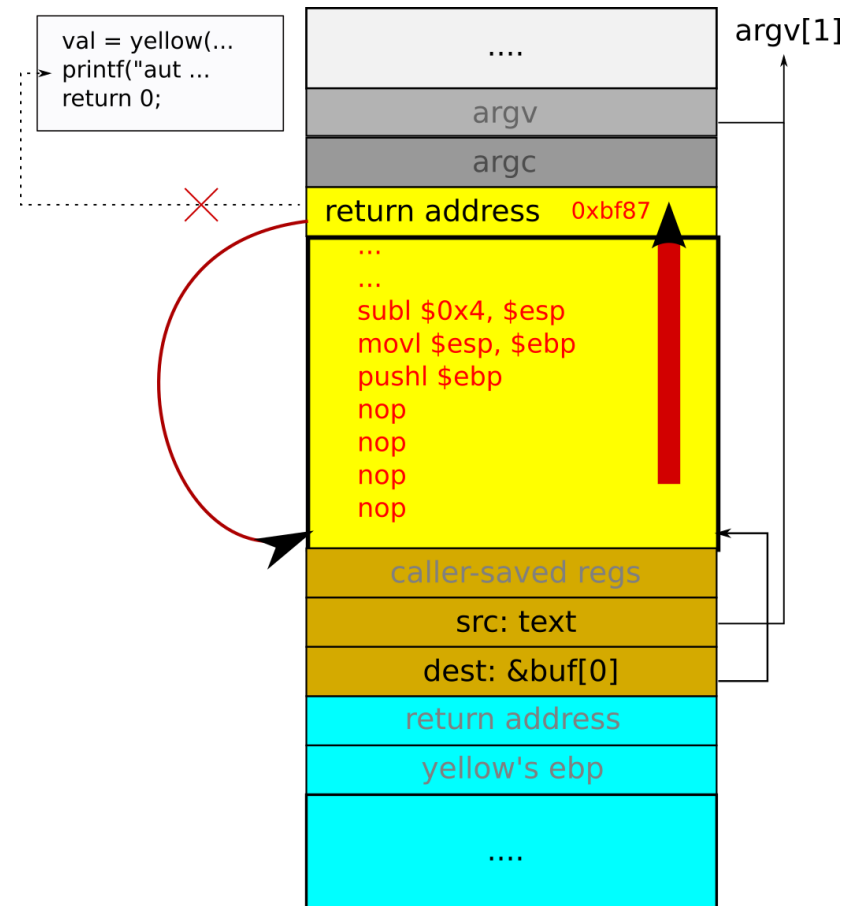 val = yellow(...
printf("aut ...
return 0;
argv[1]
....
argv
argc
return address 0xbf87
...
...
subl $0x4, $esp
movl $esp, $ebp
pushl $ebp
nop
nop
nop
nop
caller-saved regs
src: text
dest: &buf[0]
return address
yellow's ebp
....